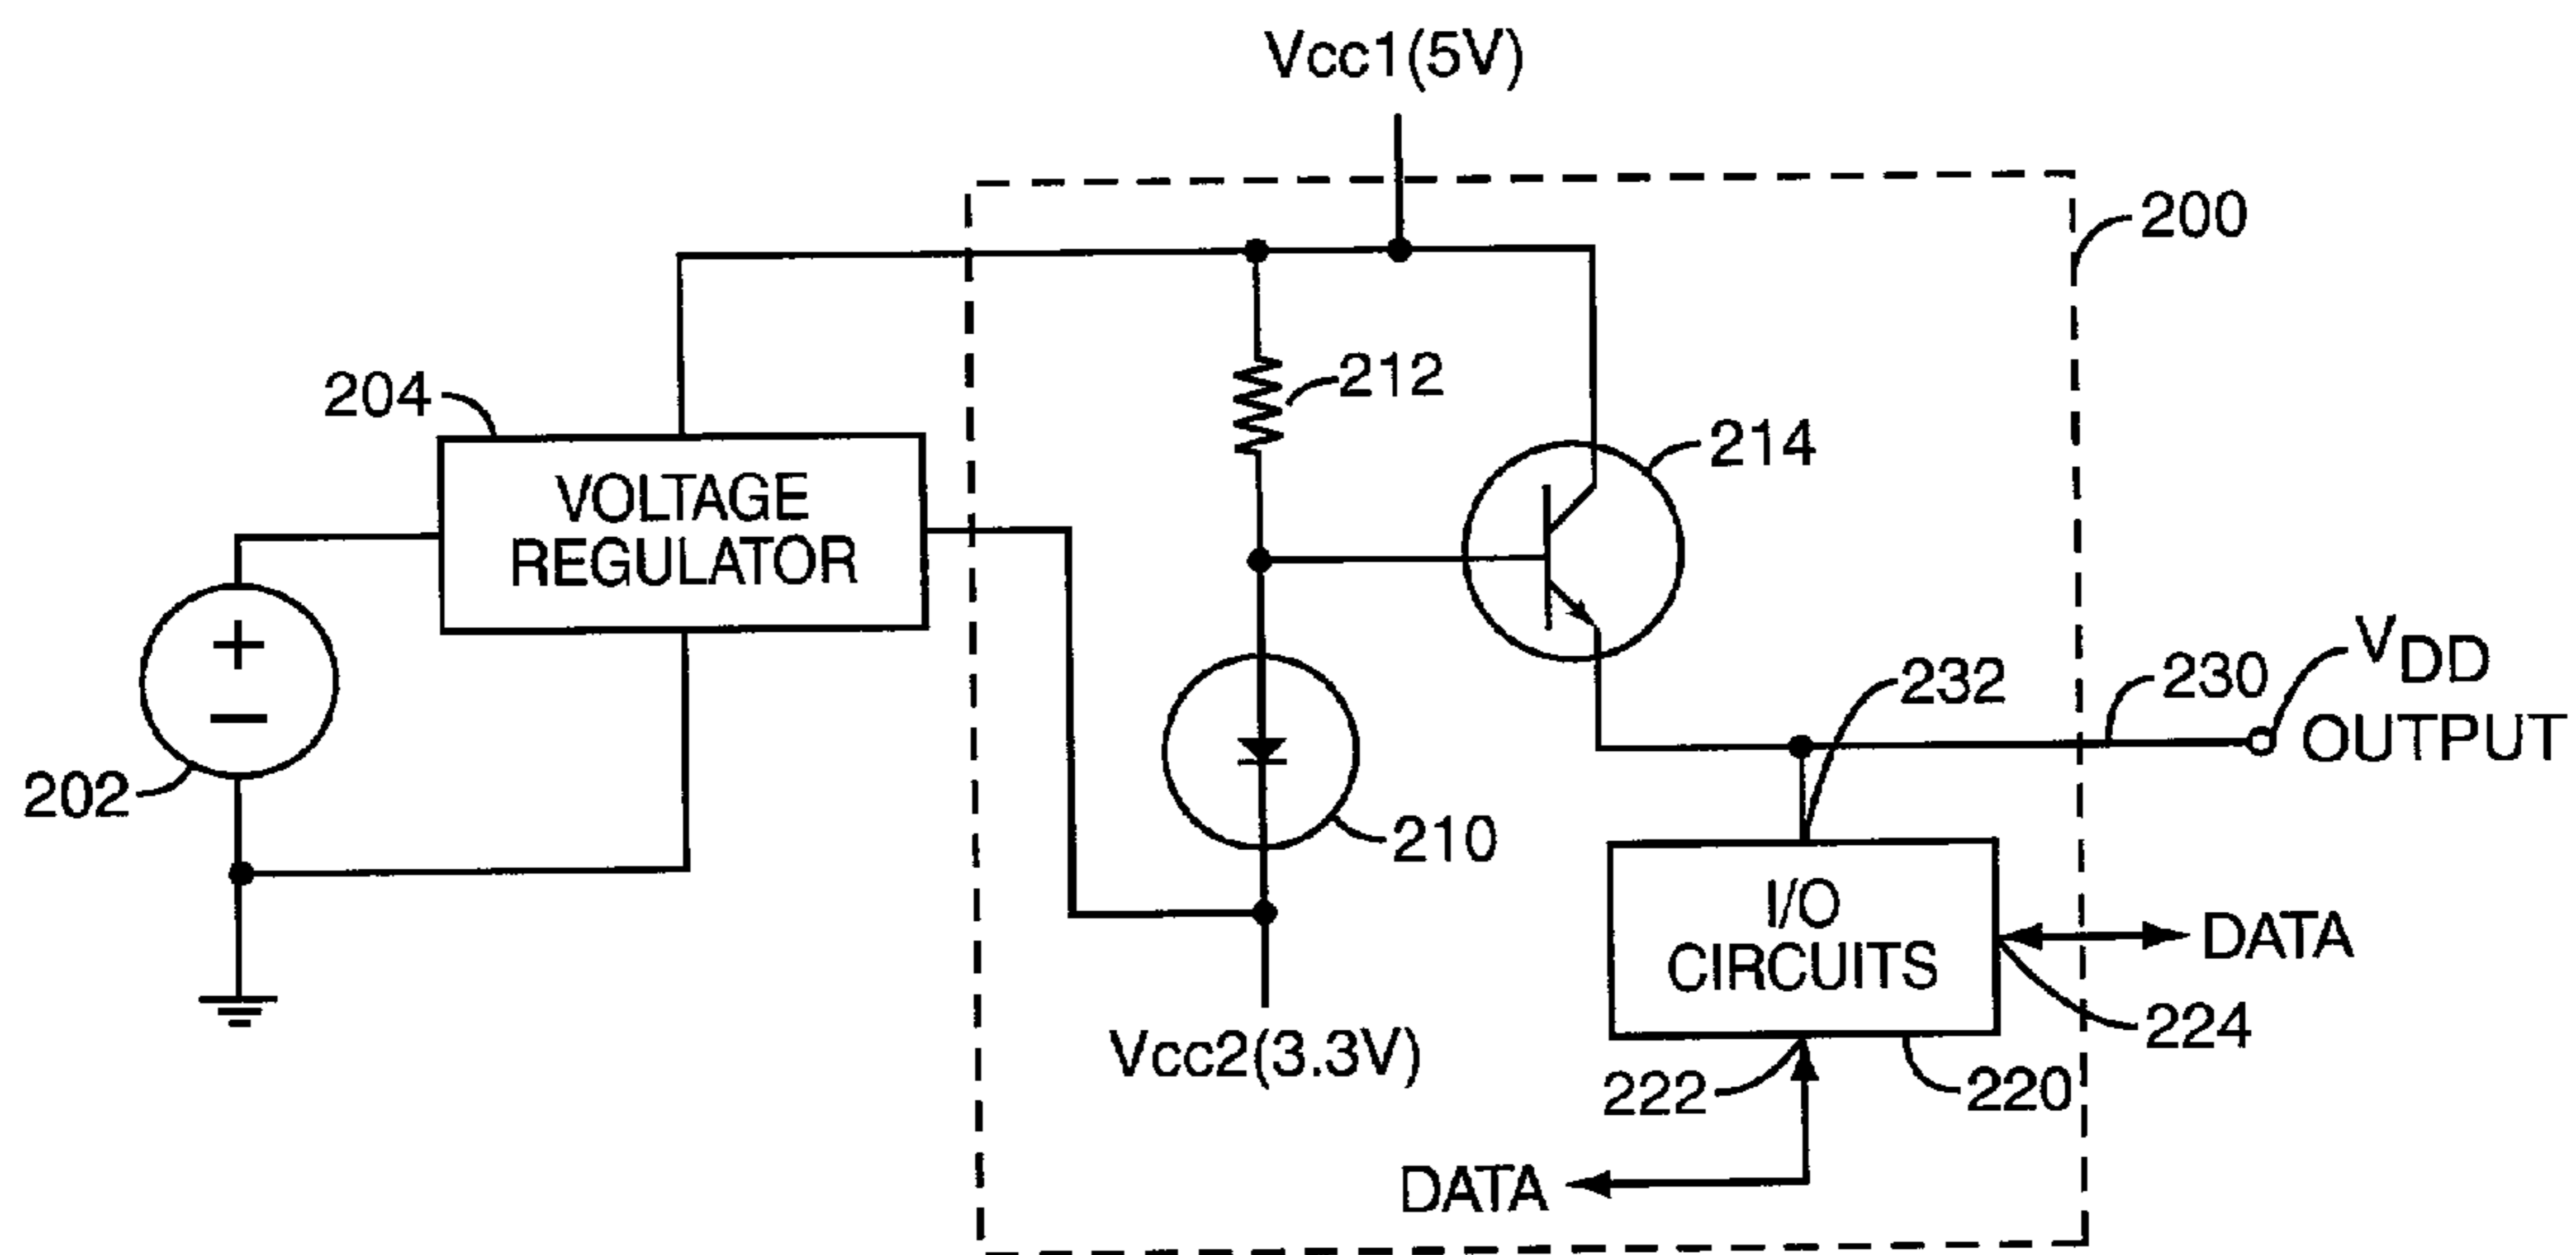 Vcc1(5V)
200
212
204
214
VOLTAGE
REGULATOR
+
−
202
210
232
230
VDD
OUTPUT
I/O
CIRCUITS
DATA
224
Vcc2(3.3V)
222
220
DATA